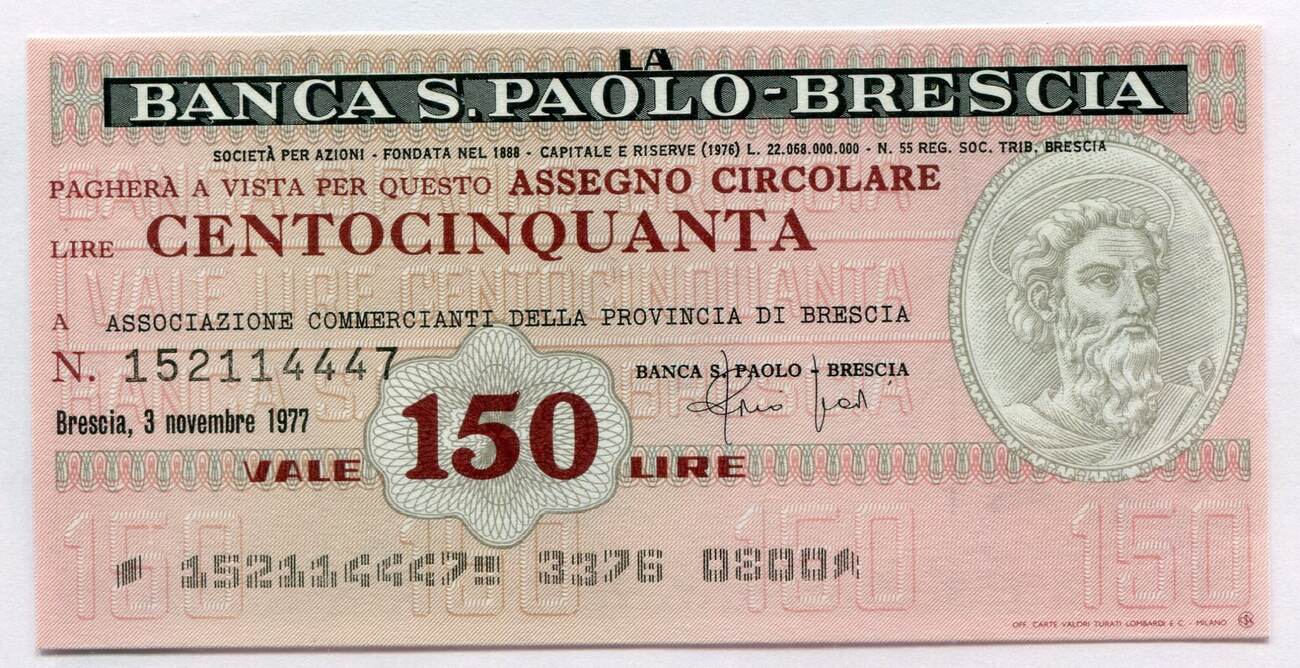 LA
BANCA S. PAOLO-BRESCIA
SOCIETÀ PER AZIONI - FONDATA NEL 1888 - CAPITALE E RISERVE (1976) L. 22.068.000.000 - N. 55 REG. SOC. TRIB. BRESCIA
PAGHERÀ A VISTA PER QUESTO ASSEGNO CIRCOLARE
LIRE CENTOCINQUANTA
VALE LIRE CENTOCINQUANTA
A ASSOCIAZIONE COMMERCIANTI DELLA PROVINCIA DI BRESCIA
N. 152114447
BANCA S. PAOLO - BRESCIA
Brescia, 3 novembre 1977
VALE 150 LIRE
150 150 150 150
152114447 3376 0800
OFF. CARTE VALORI TURATI LOMBARDI E C. - MILANO